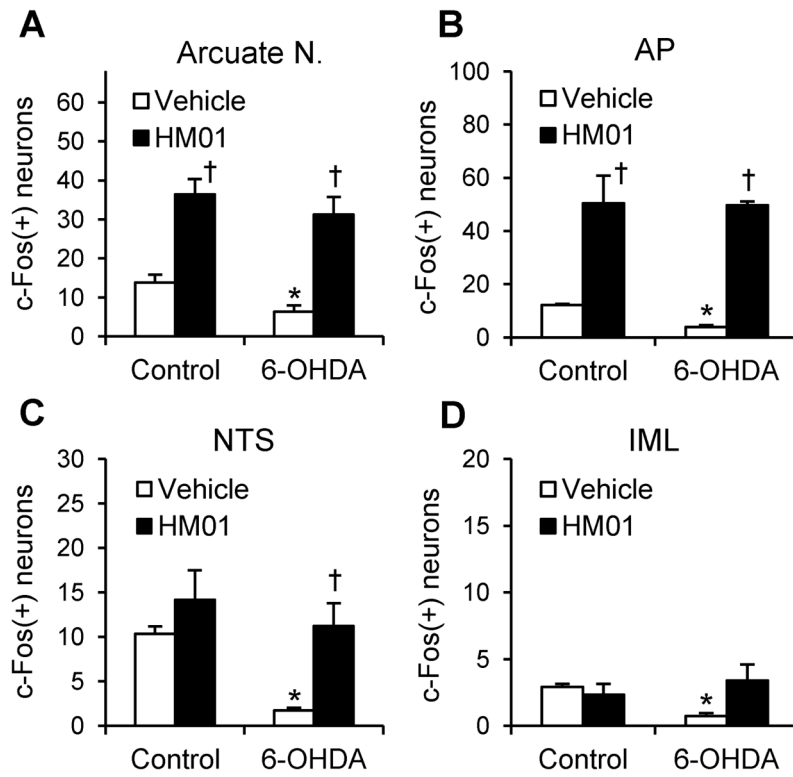 A
Arcuate N.
c-Fos(+) neurons
60
50
40
30
20
10
0
Vehicle
HM01
†
†
*
Control
6-OHDA
B
AP
c-Fos(+) neurons
100
80
60
40
20
0
Vehicle
HM01
†
†
*
Control
6-OHDA
C
NTS
c-Fos(+) neurons
30
25
20
15
10
5
0
Vehicle
HM01
†
*
Control
6-OHDA
D
IML
c-Fos(+) neurons
20
15
10
5
0
Vehicle
HM01
*
Control
6-OHDA